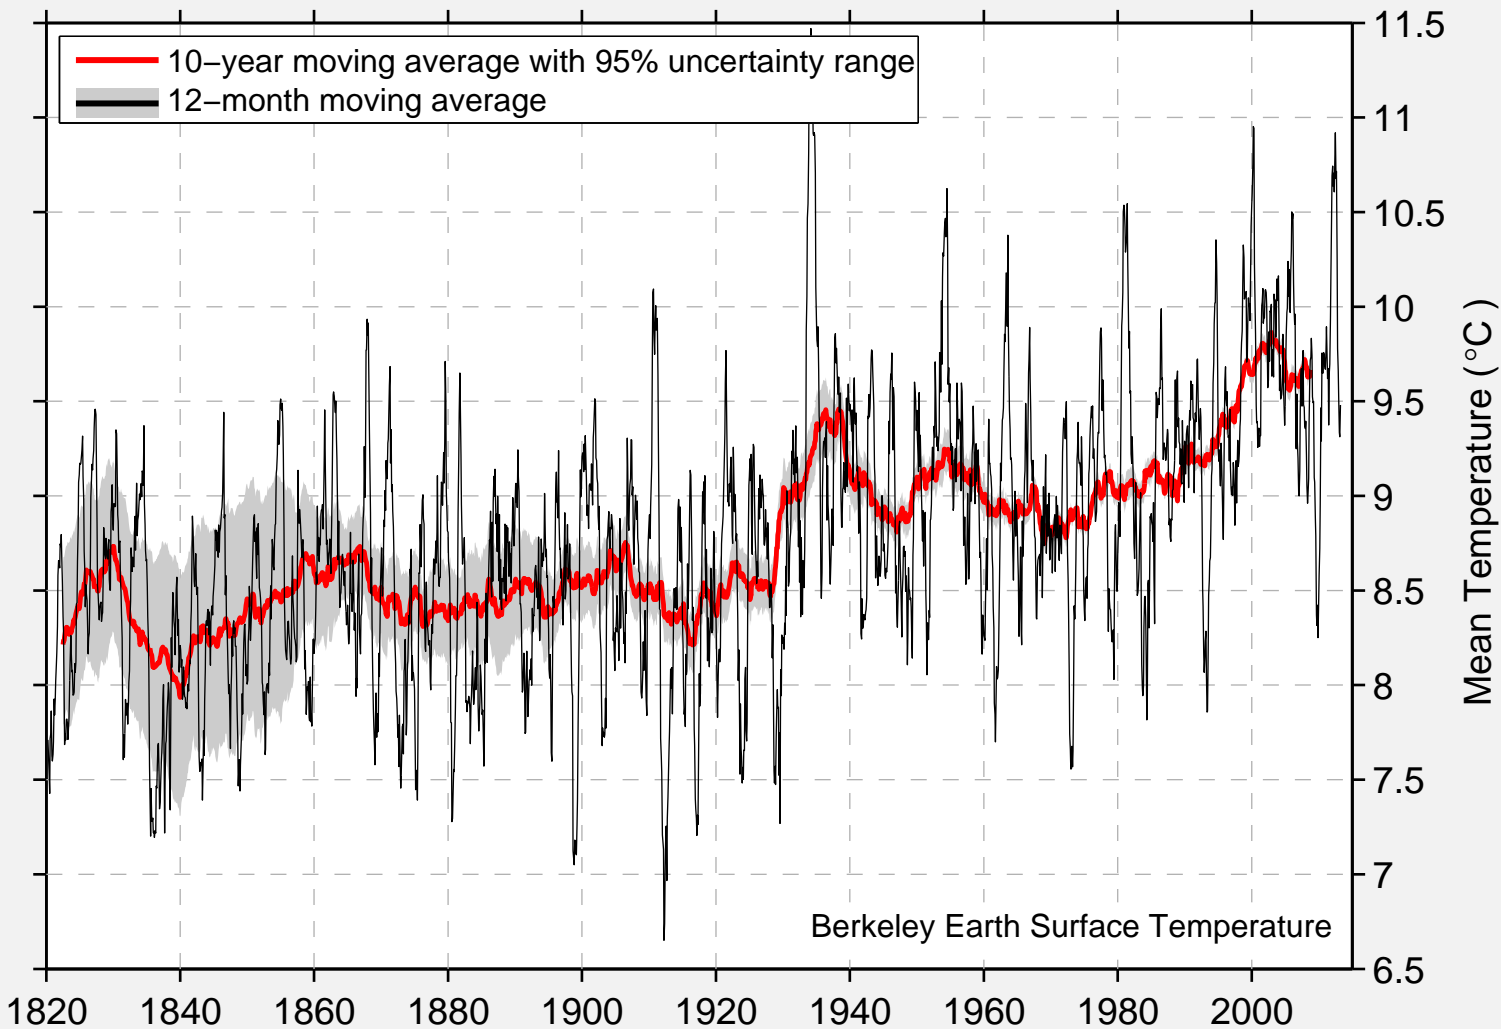 10−year moving average with 95% uncertainty range
12−month moving average
11.5
11
10.5
10
9.5
9
8.5
8
7.5
7
6.5
Mean Temperature (°C )
Berkeley Earth Surface Temperature
1820 1840 1860 1880 1900 1920 1940 1960 1980 2000